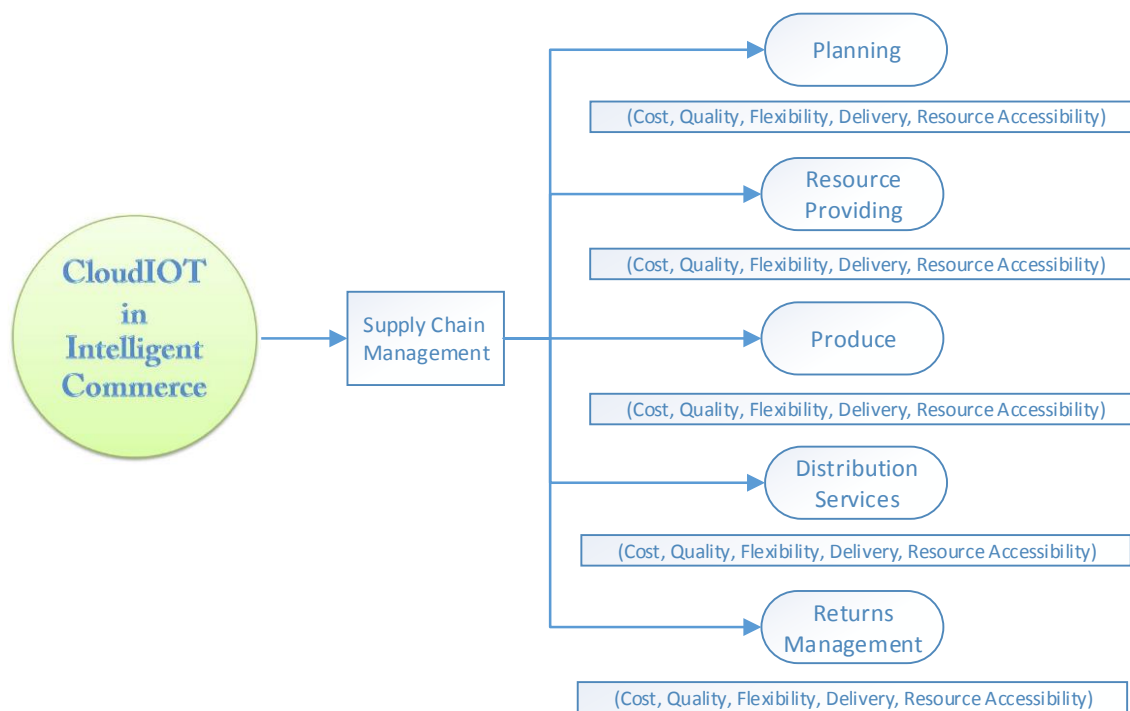 CloudIOT
in
Intelligent
Commerce
Supply Chain
Management
Planning
(Cost, Quality, Flexibility, Delivery, Resource Accessibility)
Resource
Providing
(Cost, Quality, Flexibility, Delivery, Resource Accessibility)
Produce
(Cost, Quality, Flexibility, Delivery, Resource Accessibility)
Distribution
Services
(Cost, Quality, Flexibility, Delivery, Resource Accessibility)
Returns
Management
(Cost, Quality, Flexibility, Delivery, Resource Accessibility)